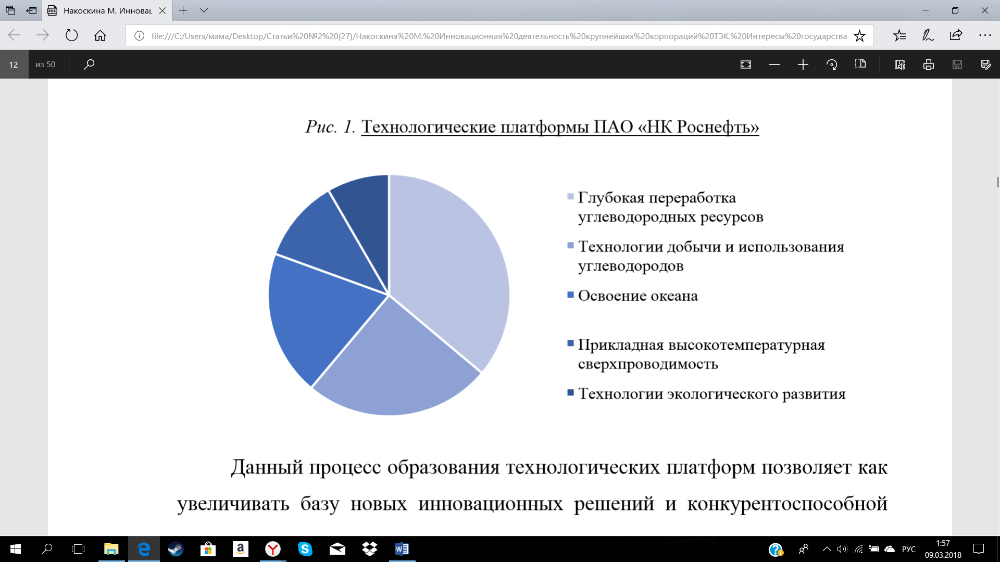 Накоскина М. Инновац
file:///C:/Users/мама/Desktop/Статьи%20№2%20(27)/Накоскина%20М.%20Инновационная%20деятельность%20крупнейших%20корпораций%20ТЭК.%20Интересы%20государства
12 из 50
Рис. 1. Технологические платформы ПАО «НК Роснефть»
Глубокая переработка
углеводородных ресурсов
Технологии добычи и использования
углеводородов
Освоение океана
Прикладная высокотемпературная
сверхпроводимость
Технологии экологического развития
Данный процесс образования технологических платформ позволяет как
увеличивать базу новых инновационных решений и конкурентоспособной
РУС
1:57
09.03.2018